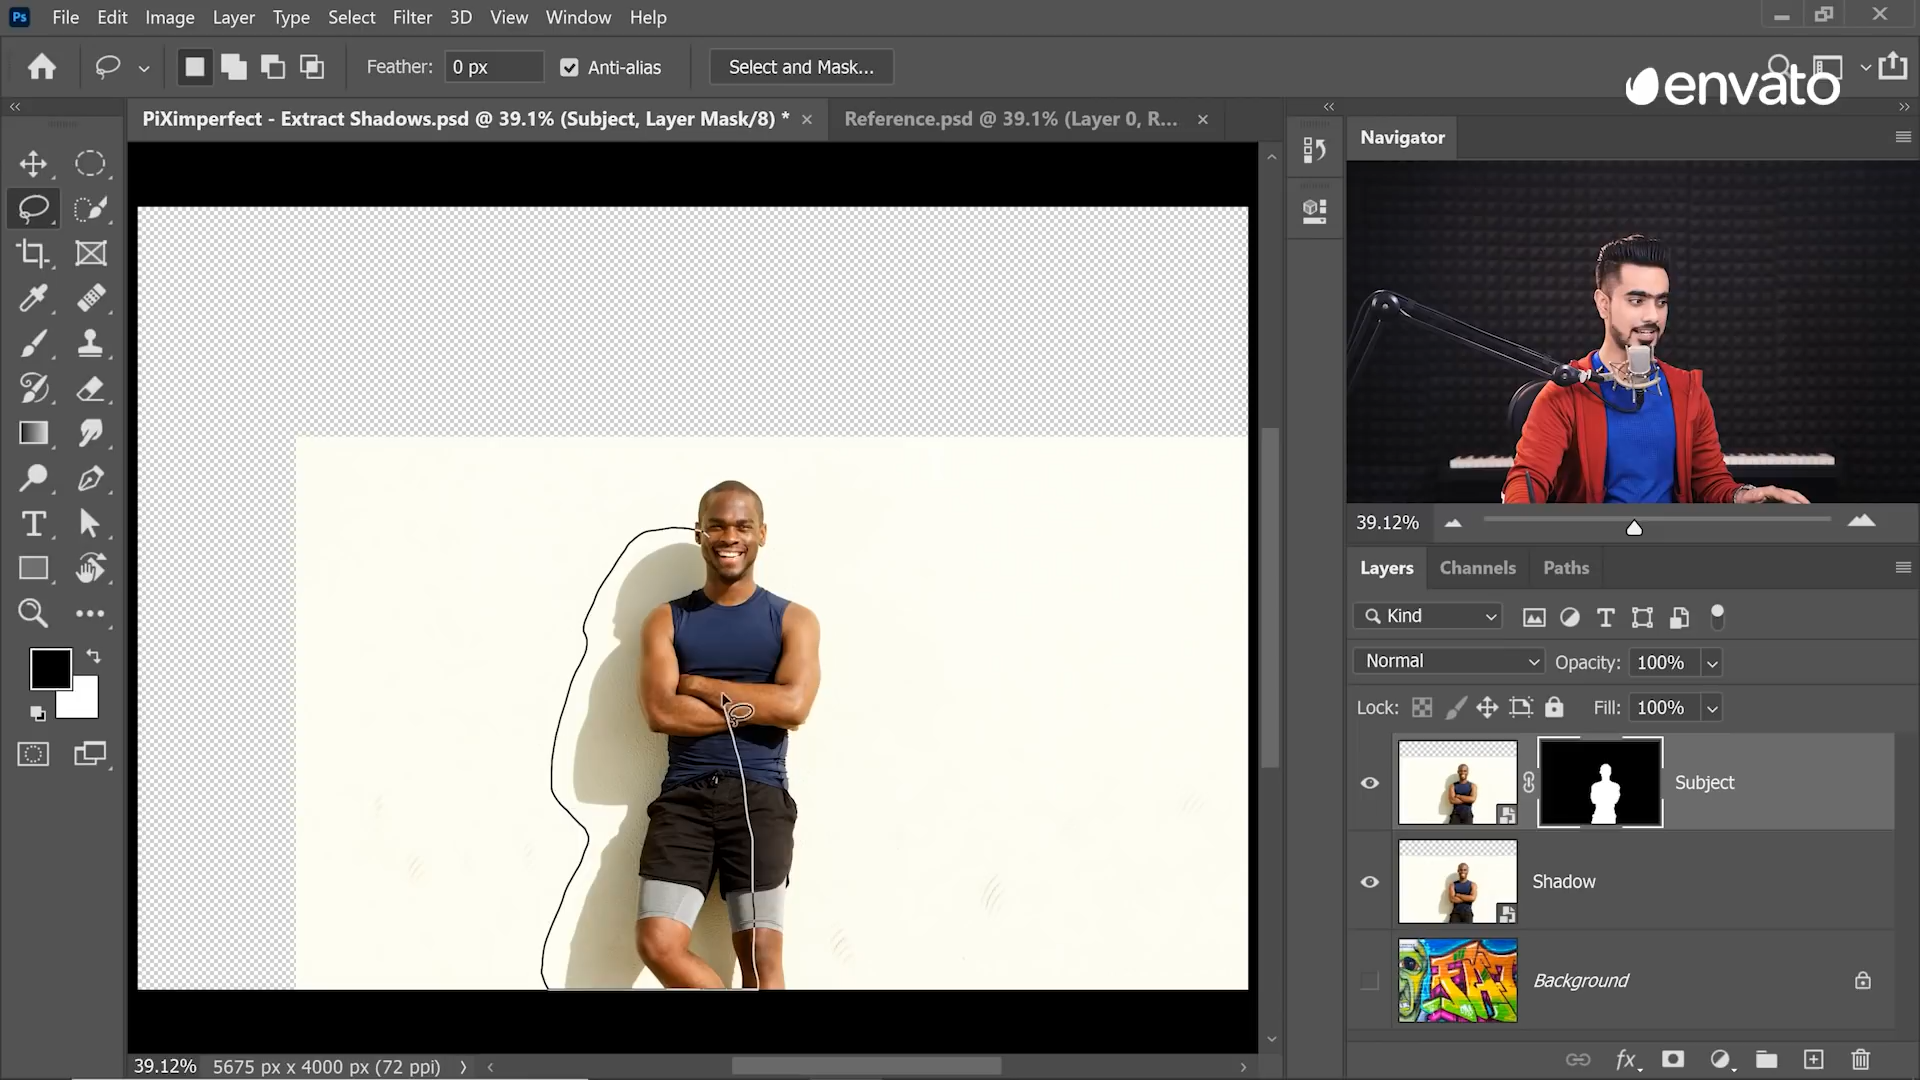 Ps File Edit Image Layer Type Select Filter 3D View Window Help
Feather: 0 px Anti-alias Select and Mask...
envato
PiXimperfect - Extract Shadows.psd @ 39.1% (Subject, Layer Mask/8) * × Reference.psd @ 39.1% (Layer 0, R... ×
Navigator
39.12%
Layers Channels Paths
Kind
Normal Opacity: 100%
Lock: Fill: 100%
Subject
Shadow
Background
39.12% 5675 px x 4000 px (72 ppi)
fx